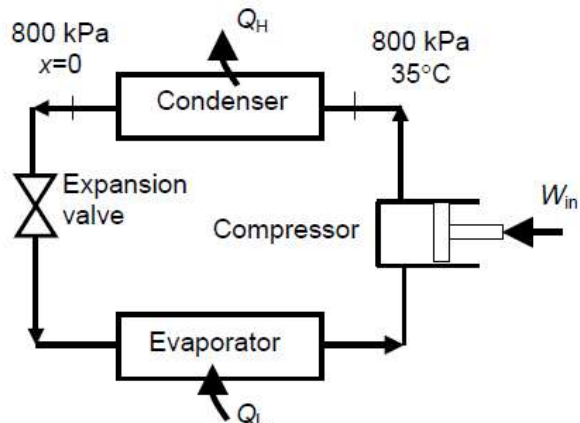 Q_H
800 kPa
x=0
800 kPa
35°C
Condenser
Expansion
valve
Compressor
W_in
Evaporator
Q_L